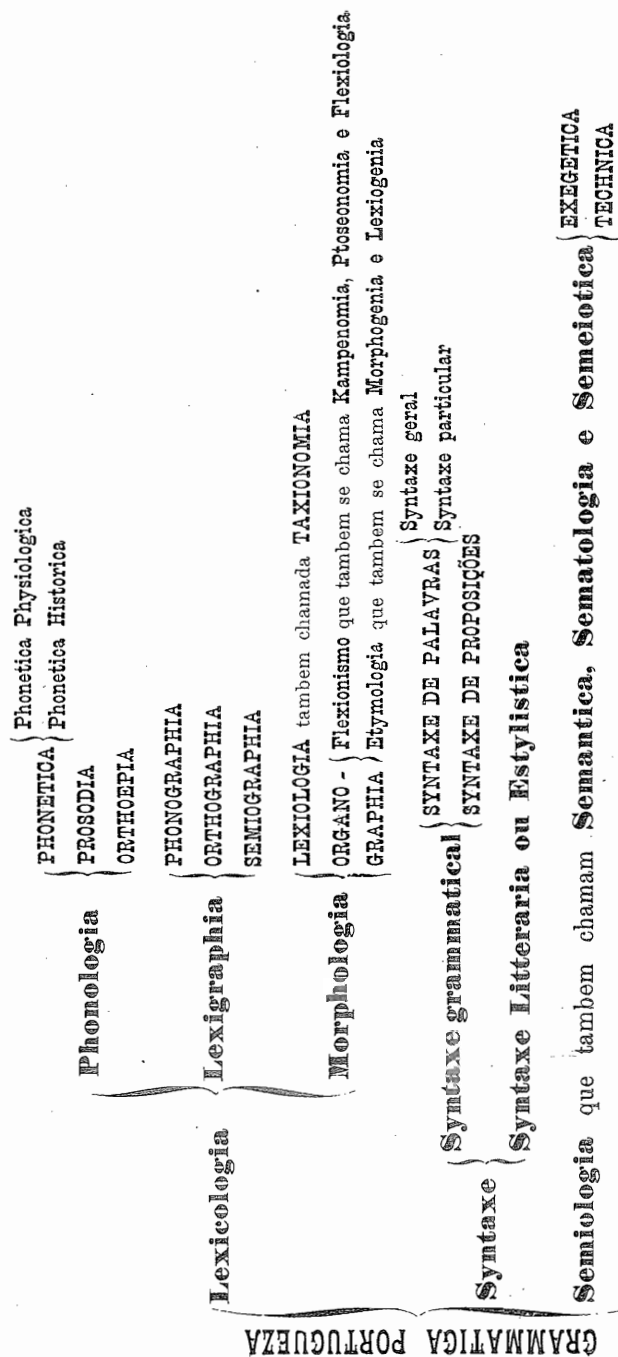 GRAMMATICA PORTUGUEZA
Lexicologia
Phonologia
PHONETICA
Phonetica Physiologica
Phonetica Historica
PROSODIA
ORTHOEPIA
Lexigraphia
PHONOGRAPHIA
ORTHOGRAPHIA
SEMIOGRAPHIA
Morphologia
LEXIOLOGIA tambem chamada TAXIONOMIA
ORGANO-
GRAPHIA
Flexionismo que tambem se chama Kampenomia, Ptoseonomia e Flexiologia
Etymologia que tambem se chama Morphogenia e Lexiogenia
Syntaxe
Syntaxe grammatical
SYNTAXE DE PALAVRAS
Syntaxe geral
Syntaxe particular
SYNTAXE DE PROPOSIÇÕES
Syntaxe Litteraria ou Estylistica
Semiologia que tambem chamam Semantica, Sematologia e Semeiotica
EXEGETICA
TECHNICA